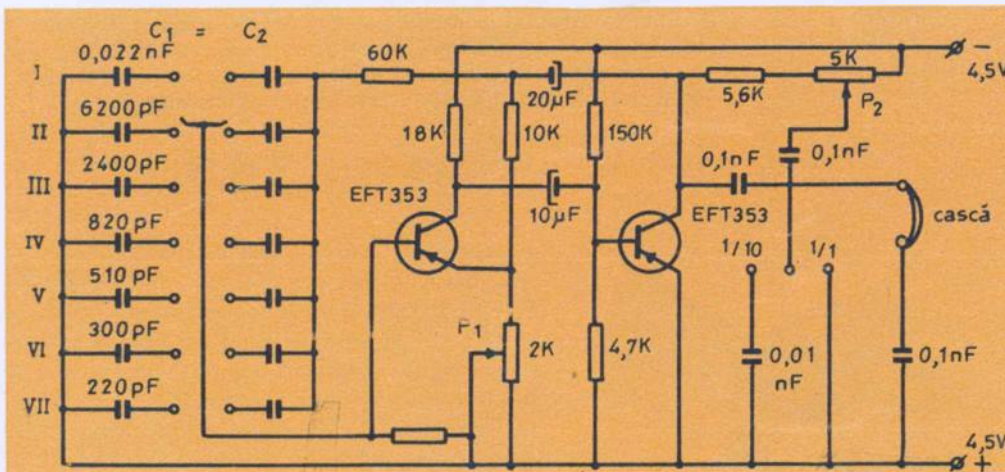 C1 = C2
I
0,022nF
II
6200pF
III
2400pF
IV
820pF
V
510pF
VI
300pF
VII
220pF
60K
18K
20µF
10K
150K
EFT353
10µF
P1
2K
4,7K
5,6K
5K
P2
0,1nF
0,1nF
EFT353
1/10
1/1
0,01
nF
cască
0,1nF
-
4,5V
4,5V
+